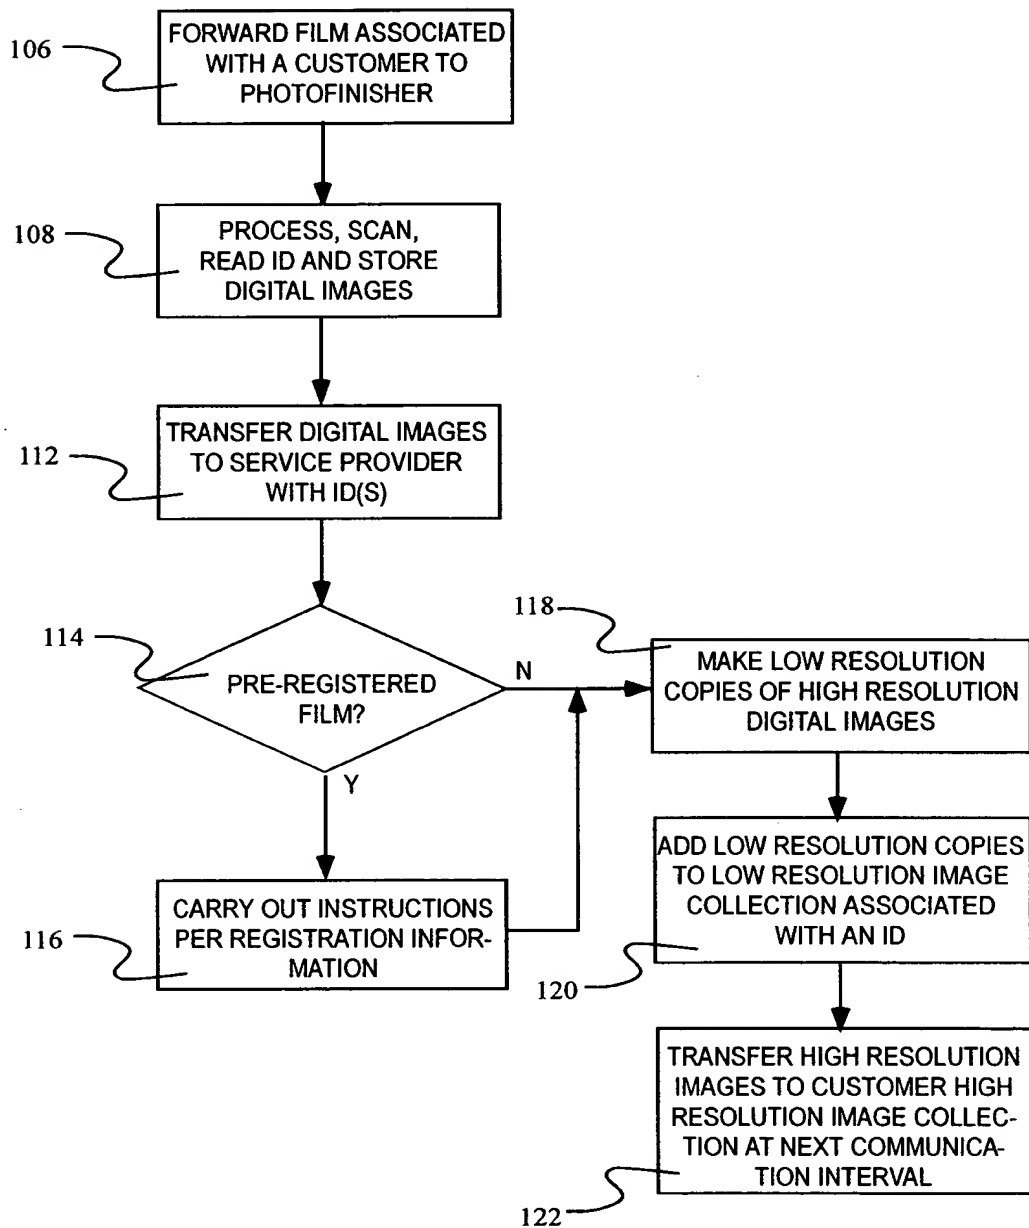 106
FORWARD FILM ASSOCIATED
WITH A CUSTOMER TO
PHOTOFINISHER
108
PROCESS, SCAN,
READ ID AND STORE
DIGITAL IMAGES
112
TRANSFER DIGITAL IMAGES
TO SERVICE PROVIDER
WITH ID(S)
114
PRE-REGISTERED
FILM?
N
Y
116
CARRY OUT INSTRUCTIONS
PER REGISTRATION INFOR-
MATION
118
MAKE LOW RESOLUTION
COPIES OF HIGH RESOLUTION
DIGITAL IMAGES
ADD LOW RESOLUTION COPIES
TO LOW RESOLUTION IMAGE
COLLECTION ASSOCIATED
WITH AN ID
120
TRANSFER HIGH RESOLUTION
IMAGES TO CUSTOMER HIGH
RESOLUTION IMAGE COLLEC-
TION AT NEXT COMMUNICA-
TION INTERVAL
122